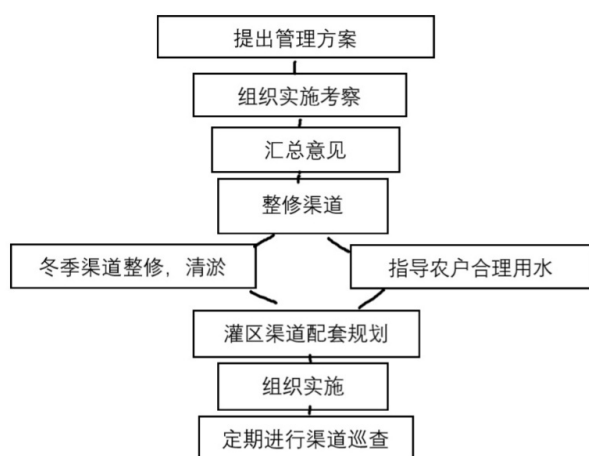 提出管理方案
组织实施考察
汇总意见
整修渠道
冬季渠道整修，清淤
指导农户合理用水
灌区渠道配套规划
组织实施
定期进行渠道巡查